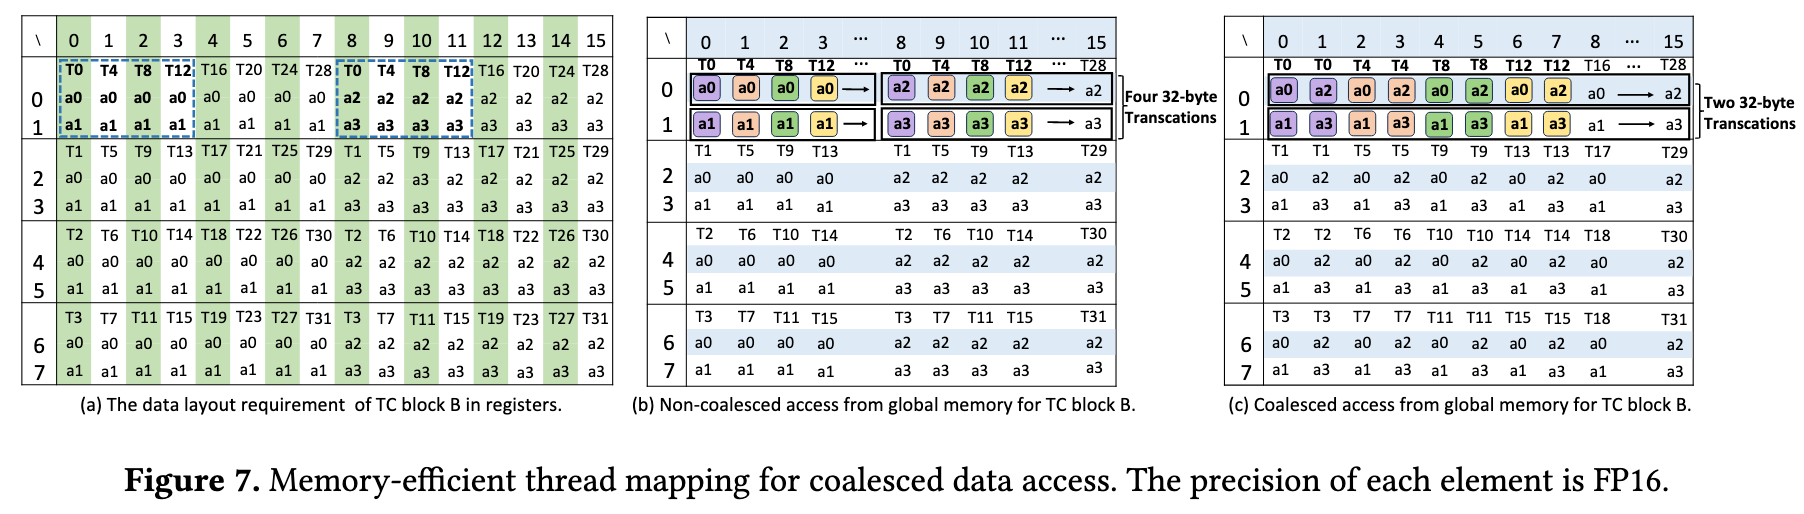 \ 0 1 2 3 4 5 6 7 8 9 10 11 12 13 14 15
T0 T4 T8 T12 T16 T20 T24 T28 T0 T4 T8 T12 T16 T20 T24 T28
0 a0 a0 a0 a0 a0 a0 a0 a0 a2 a2 a2 a2 a2 a2 a2 a2
1 a1 a1 a1 a1 a1 a1 a1 a1 a3 a3 a3 a3 a3 a3 a3 a3
T1 T5 T9 T13 T17 T21 T25 T29 T1 T5 T9 T13 T17 T21 T25 T29
2 a0 a0 a0 a0 a0 a0 a0 a0 a2 a2 a3 a2 a2 a2 a2 a2
3 a1 a1 a1 a1 a1 a1 a1 a1 a3 a3 a3 a3 a3 a3 a3 a3
T2 T6 T10 T14 T18 T22 T26 T30 T2 T6 T10 T14 T18 T22 T26 T30
4 a0 a0 a0 a0 a0 a0 a0 a0 a2 a2 a2 a2 a2 a2 a2 a2
5 a1 a1 a1 a1 a1 a1 a1 a1 a3 a3 a3 a3 a3 a3 a3 a3
T3 T7 T11 T15 T19 T23 T27 T31 T3 T7 T11 T15 T19 T23 T27 T31
6 a0 a0 a0 a0 a0 a0 a0 a0 a2 a2 a2 a2 a2 a2 a2 a2
7 a1 a1 a1 a1 a1 a1 a1 a1 a3 a3 a3 a3 a3 a3 a3 a3
(a) The data layout requirement of TC block B in registers.
\ 0 1 2 3 ... 8 9 10 11 ... 15
T0 T4 T8 T12 ... T0 T4 T8 T12 ... T28
0 a0 a0 a0 a0 → a2 a2 a2 a2 → a2
1 a1 a1 a1 a1 → a3 a3 a3 a3 → a3
Four 32-byte
Transcations
T1 T5 T9 T13 T1 T5 T9 T13 T29
2 a0 a0 a0 a0 a2 a2 a2 a2 a2
3 a1 a1 a1 a1 a3 a3 a3 a3 a3
T2 T6 T10 T14 T2 T6 T10 T14 T30
4 a0 a0 a0 a0 a2 a2 a2 a2 a2
5 a1 a1 a1 a1 a3 a3 a3 a3 a3
T3 T7 T11 T15 T3 T7 T11 T15 T31
6 a0 a0 a0 a0 a2 a2 a2 a2 a2
7 a1 a1 a1 a1 a3 a3 a3 a3 a3
(b) Non-coalesced access from global memory for TC block B.
\ 0 1 2 3 4 5 6 7 8 ... 15
T0 T0 T4 T4 T8 T8 T12 T12 T16 ... T28
0 a0 a2 a0 a2 a0 a2 a0 a2 a0 → a2
1 a1 a3 a1 a3 a1 a3 a1 a3 a1 → a3
Two 32-byte
Transcations
T1 T1 T5 T5 T9 T9 T13 T13 T17 T29
2 a0 a2 a0 a2 a0 a2 a0 a2 a0 a2
3 a1 a3 a1 a3 a1 a3 a1 a3 a1 a3
T2 T2 T6 T6 T10 T10 T14 T14 T18 T30
4 a0 a2 a0 a2 a0 a2 a0 a2 a0 a2
5 a1 a3 a1 a3 a1 a3 a1 a3 a1 a3
T3 T3 T7 T7 T11 T11 T15 T15 T18 T31
6 a0 a2 a0 a2 a0 a2 a0 a2 a0 a2
7 a1 a3 a1 a3 a1 a3 a1 a3 a1 a3
(c) Coalesced access from global memory for TC block B.
Figure 7. Memory-efficient thread mapping for coalesced data access. The precision of each element is FP16.